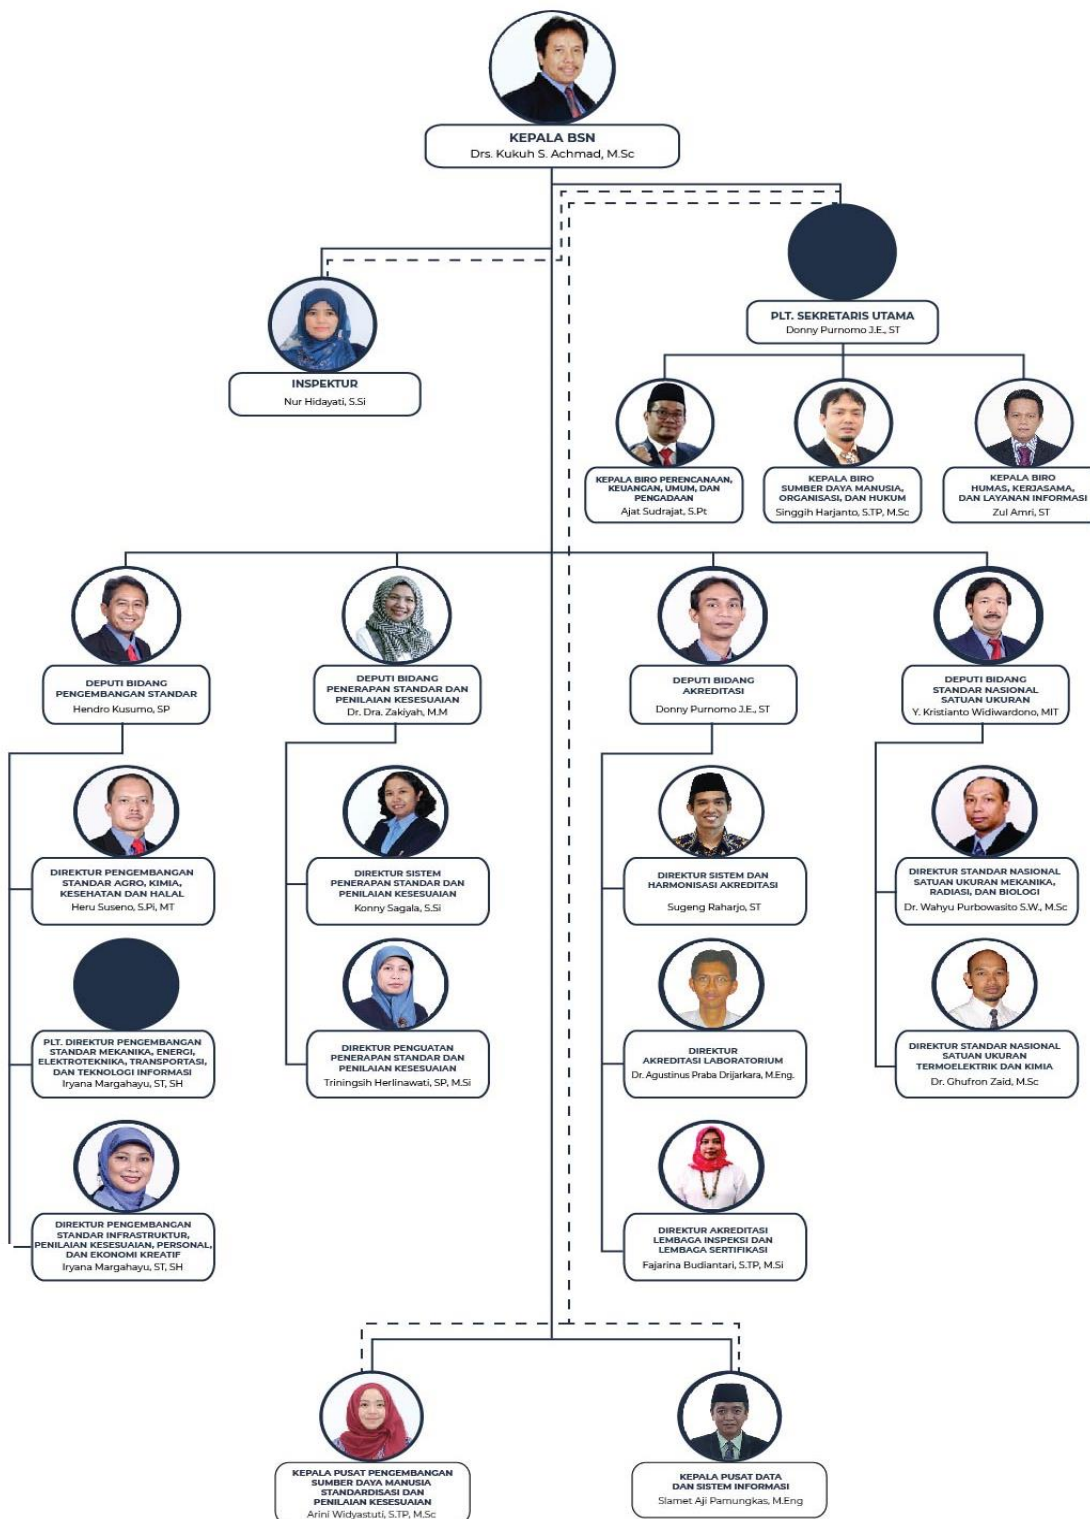 KEPALA BSN
Drs. Kukuh S. Achmad, M.Sc
PLT. SEKRETARIS UTAMA
Donny Purnomo J.E., ST
INSPEKTUR
Nur Hidayati, S.Si
KEPALA BIRO PERENCANAAN,
KEUANGAN, UMUM, DAN
PENGADAAN
Ajat Sudrajat, S.Pt
KEPALA BIRO
SUMBER DAYA MANUSIA,
ORGANISASI, DAN HUKUM
Singgih Harjanto, S.TP, M.Sc
KEPALA BIRO
HUMAS, KERJASAMA,
DAN LAYANAN INFORMASI
Zul Amri, ST
DEPUTI BIDANG
PENGEMBANGAN STANDAR
Hendro Kusumo, SP
DEPUTI BIDANG
PENERAPAN STANDAR DAN
PENILAIAN KESESUAIAN
Dr. Dra. Zakiyah, M.M
DEPUTI BIDANG
AKREDITASI
Donny Purnomo J.E., ST
DEPUTI BIDANG
STANDAR NASIONAL
SATUAN UKURAN
Y. Kristianto Widiwardono, MIT
DIREKTUR PENGEMBANGAN
STANDAR AGRO, KIMIA,
KESEHATAN DAN HALAL
Heru Suseno, S.Pi, MT
DIREKTUR SISTEM
PENERAPAN STANDAR DAN
PENILAIAN KESESUAIAN
Konny Sagala, S.Si
DIREKTUR SISTEM DAN
HARMONISASI AKREDITASI
Sugeng Raharjo, ST
DIREKTUR STANDAR NASIONAL
SATUAN UKURAN MEKANIKA,
RADIASI, DAN BIOLOGI
Dr. Wahyu Purbowasito S.W., M.Sc
PLT. DIREKTUR PENGEMBANGAN
STANDAR MEKANIKA, ENERGI,
ELEKTROTEKNIKA, TRANSPORTASI,
DAN TEKNOLOGI INFORMASI
Iryana Margahayu, ST, SH
DIREKTUR PENGUATAN
PENERAPAN STANDAR DAN
PENILAIAN KESESUAIAN
Triningsih Herlinawati, SP, M.Si
DIREKTUR
AKREDITASI LABORATORIUM
Dr. Agustinus Praba Drijarkara, M.Eng.
DIREKTUR STANDAR NASIONAL
SATUAN UKURAN
TERMOELEKTRIK DAN KIMIA
Dr. Ghufron Zaid, M.Sc
DIREKTUR PENGEMBANGAN
STANDAR INFRASTRUKTUR,
PENILAIAN KESESUAIAN, PERSONAL,
DAN EKONOMI KREATIF
Iryana Margahayu, ST, SH
DIREKTUR AKREDITASI
LEMBAGA INSPEKSI DAN
LEMBAGA SERTIFIKASI
Fajarina Budiantari, S.TP, M.Si
KEPALA PUSAT PENGEMBANGAN
SUMBER DAYA MANUSIA
STANDARDISASI DAN
PENILAIAN KESESUAIAN
Arini Widyastuti, S.TP, M.Sc
KEPALA PUSAT DATA
DAN SISTEM INFORMASI
Slamet Aji Pamungkas, M.Eng